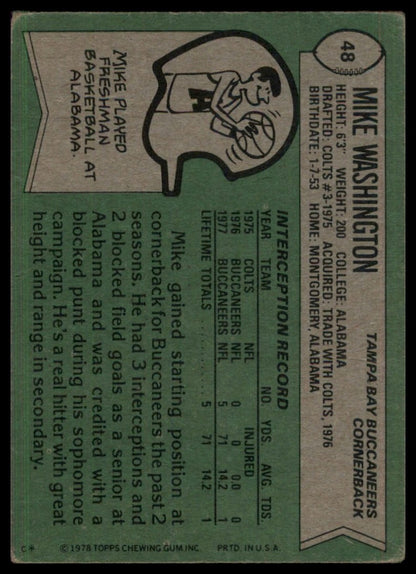 48
MIKE WASHINGTON
TAMPA BAY BUCCANEERS
CORNERBACK
HEIGHT: 6'3" WEIGHT: 200 COLLEGE: ALABAMA
DRAFTED: COLTS #3-1975 ACQUIRED: TRADE WITH COLTS, 1976
BIRTHDATE: 1-7-53 HOME: MONTGOMERY, ALABAMA
A
MIKE PLAYED
FRESHMAN
BASKETBALL AT
ALABAMA.
INTERCEPTION RECORD
YEAR TEAM NO. YDS. AVG. TDS.
1975 COLTS NFL INJURED
1976 BUCCANEERS NFL 0 0 0.0 0
1977 BUCCANEERS NFL 5 71 14.2 1
LIFETIME TOTALS 5 71 14.2 1
Mike gained starting position at
cornerback for Buccaneers the past 2
seasons. He had 3 interceptions and
2 blocked field goals as a senior at
Alabama and was credited with a
blocked punt during his sophomore
campaign. He's a real hitter with great
height and range in secondary.
© 1978 TOPPS CHEWING GUM INC. PRTD. IN U.S.A.
C*